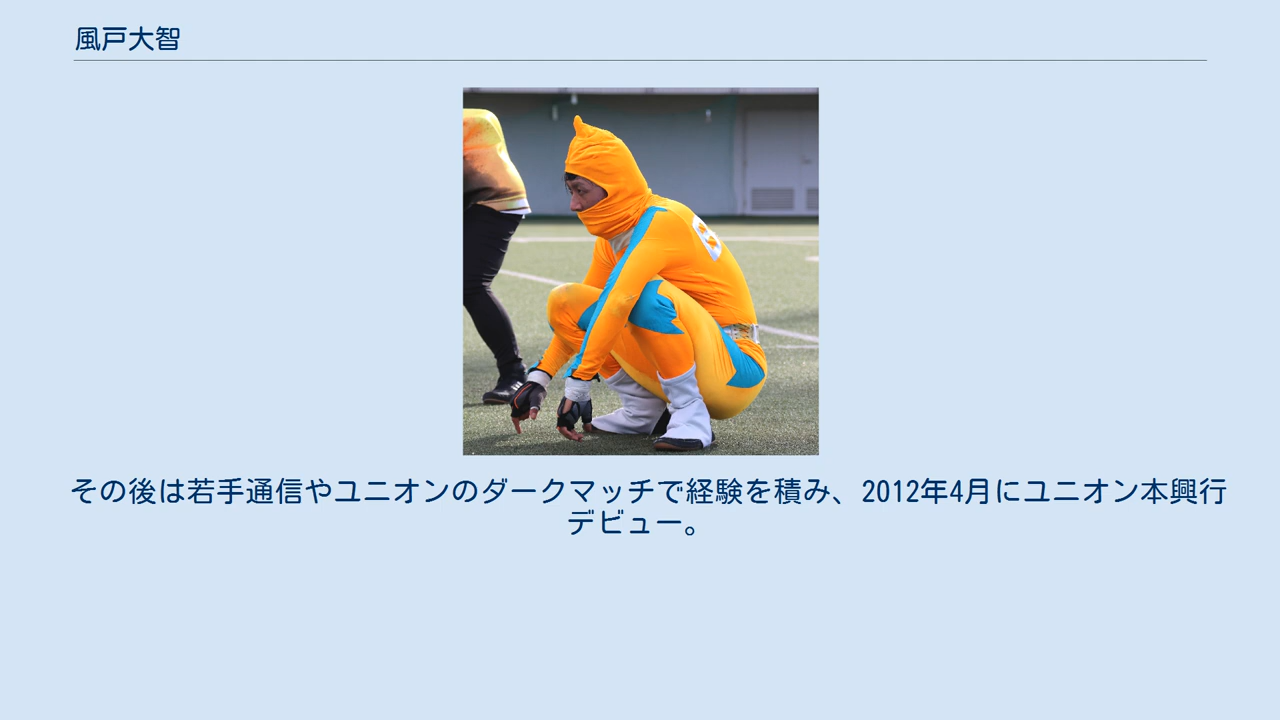 風戸大智
その後は若手通信やユニオンのダークマッチで経験を積み、2012年4月にユニオン本興行
デビュー。